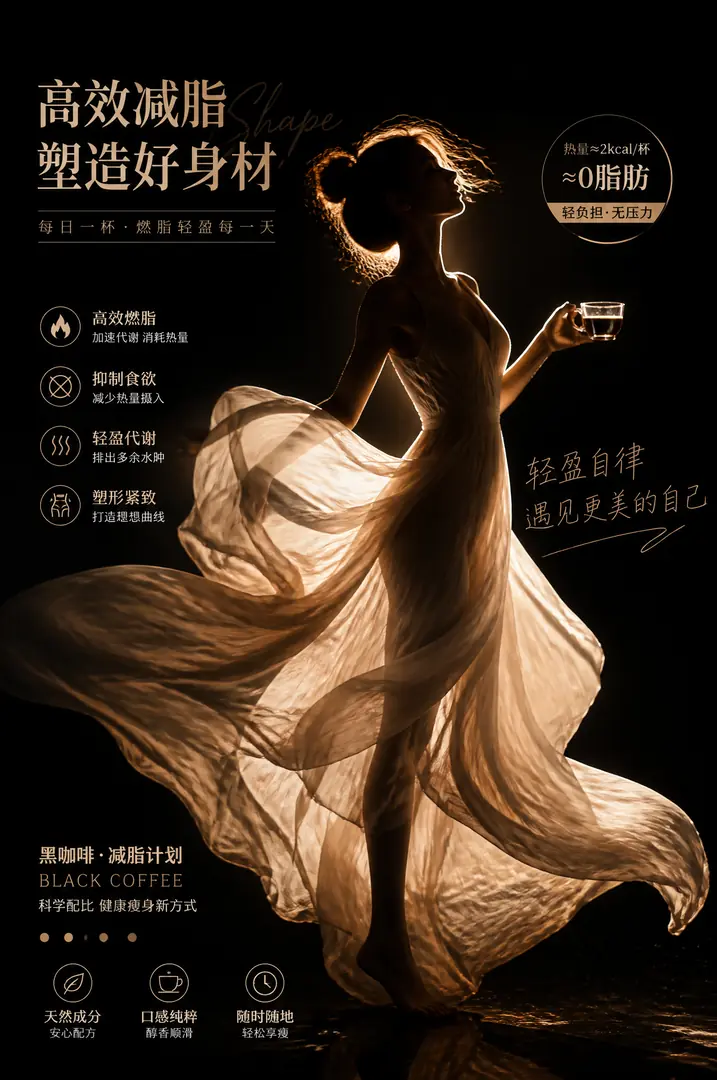 高效减脂
Shape
塑造好身材
每日一杯·燃脂轻盈每一天
热量≈2kcal/杯
≈0脂肪
轻负担·无压力
高效燃脂
加速代谢 消耗热量
抑制食欲
减少热量摄入
轻盈代谢
排出多余水肿
塑形紧致
打造理想曲线
轻盈自律
遇见更美的自己
黑咖啡·减脂计划
BLACK COFFEE
科学配比 健康瘦身新方式
天然成分
安心配方
口感纯粹
醇香顺滑
随时随地
轻松享瘦